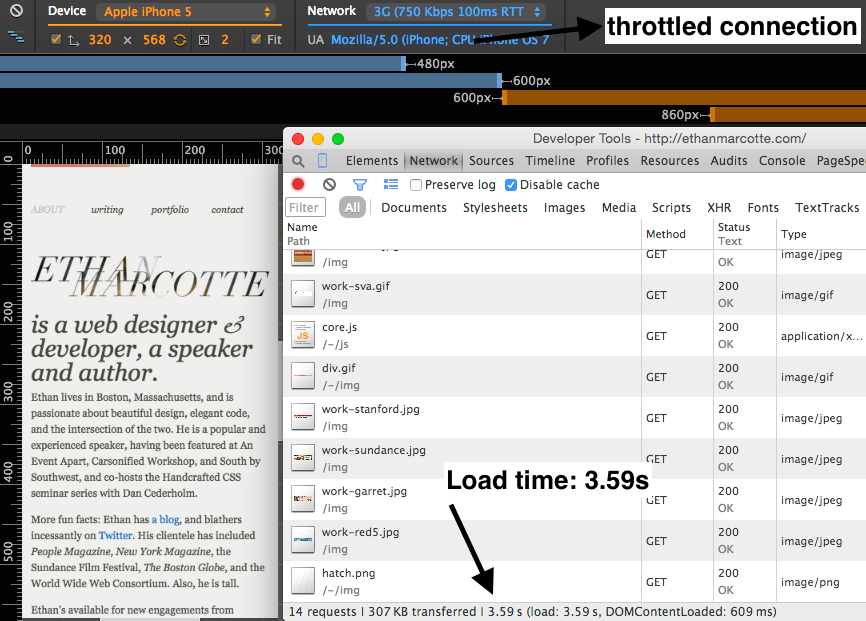 Device Apple iPhone 5 Network 3G (750 Kbps 100ms RTT
throttled connection
320 × 568 2 Fit UA Mozilla/5.0 (iPhone; CPU iPhone OS 7
480px
600px
600px
860px
Developer Tools - http://ethanmarcotte.com/
Elements Network Sources Timeline Profiles Resources Audits Console PageSpe
Preserve log Disable cache
Filter All Documents Stylesheets Images Media Scripts XHR Fonts TextTracks
Name Method Status Type
Path Text
GET image/jpeg
/img OK
work-sva.gif GET 200 image/gif
/img OK
core.js GET 200 application/x...
/-/js OK
div.gif GET 200 image/gif
/-/img OK
work-stanford.jpg GET 200 image/jpeg
/img OK
work-sundance.jpg GET 200 image/jpeg
/img OK
Load time: 3.59s
work-garret.jpg GET 200 image/jpeg
/img OK
work-red5.jpg GET 200 image/jpeg
/img OK
hatch.png GET 200 image/png
/-/img OK
14 requests | 307 KB transferred | 3.59 s (load: 3.59 s, DOMContentLoaded: 609 ms)
0 100 200 300
0
100
200
300
400
500
ABOUT writing portfolio contact
ETHAN
MARCOTTE
is a web designer &
developer, a speaker
and author.
Ethan lives in Boston, Massachusetts, and is
passionate about beautiful design, elegant code,
and the intersection of the two. He is a popular and
experienced speaker, having been featured at An
Event Apart, Carsonified Workshop, and South by
Southwest, and co-hosts the Handcrafted CSS
seminar series with Dan Cederholm.
More fun facts: Ethan has a blog, and blathers
incessantly on Twitter. His clientele has included
People Magazine, New York Magazine, the
Sundance Film Festival, The Boston Globe, and the
World Wide Web Consortium. Also, he is tall.
Ethan's available for new engagements from